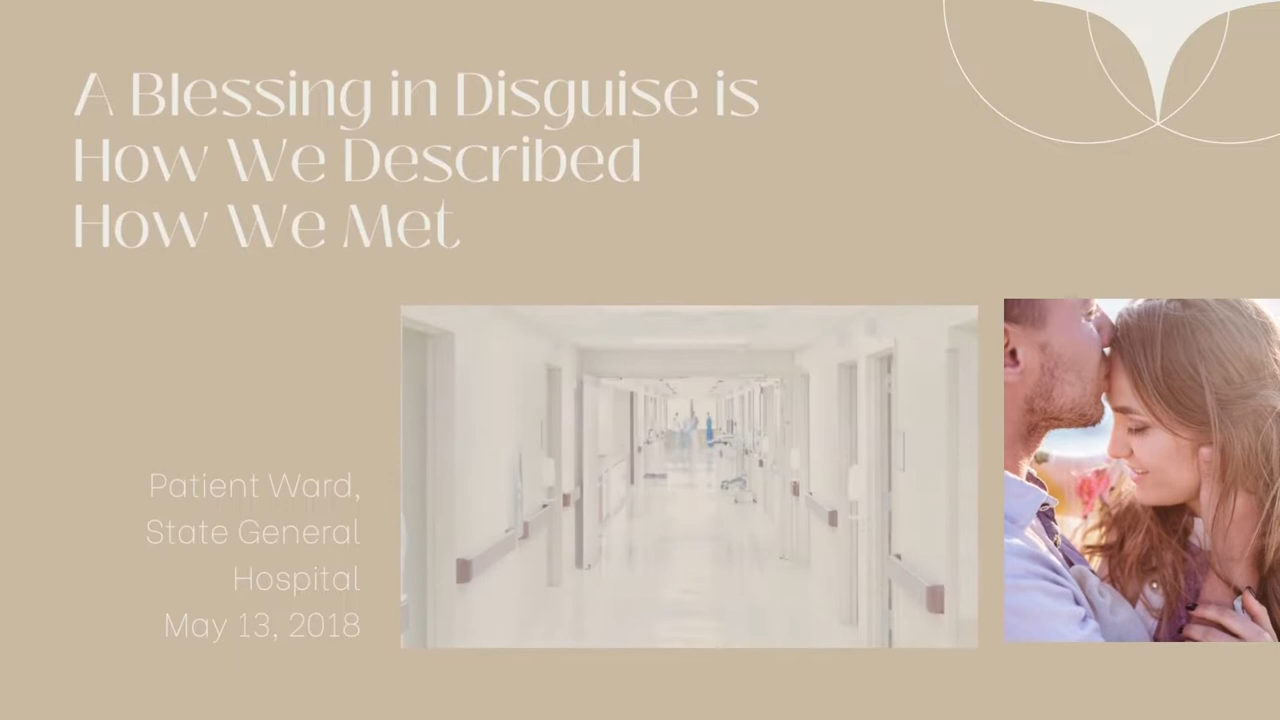 A Blessing in Disguise is
How We Described
How We Met
Patient Ward,
State General
Hospital
May 13, 2018